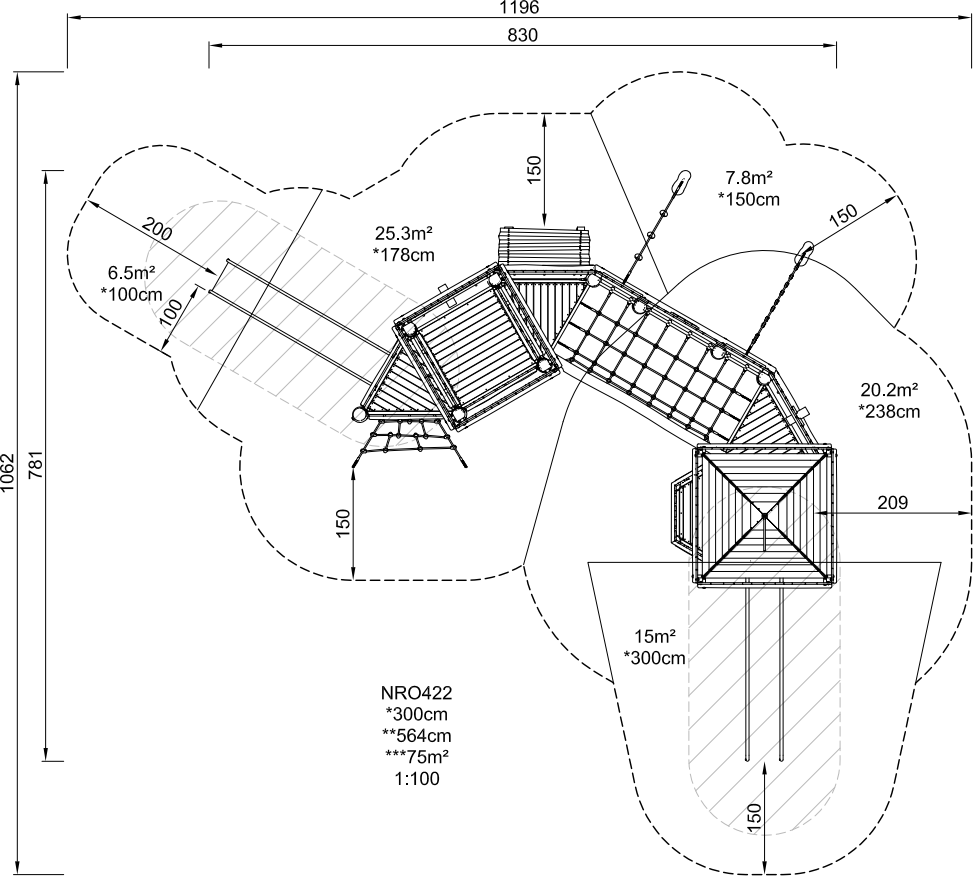 1196
830
150
7.8m²
*150cm
200
25.3m²
*178cm
150
6.5m²
*100cm
100
20.2m²
*238cm
1062
781
209
150
15m²
*300cm
NRO422
*300cm
**564cm
***75m²
1:100
150